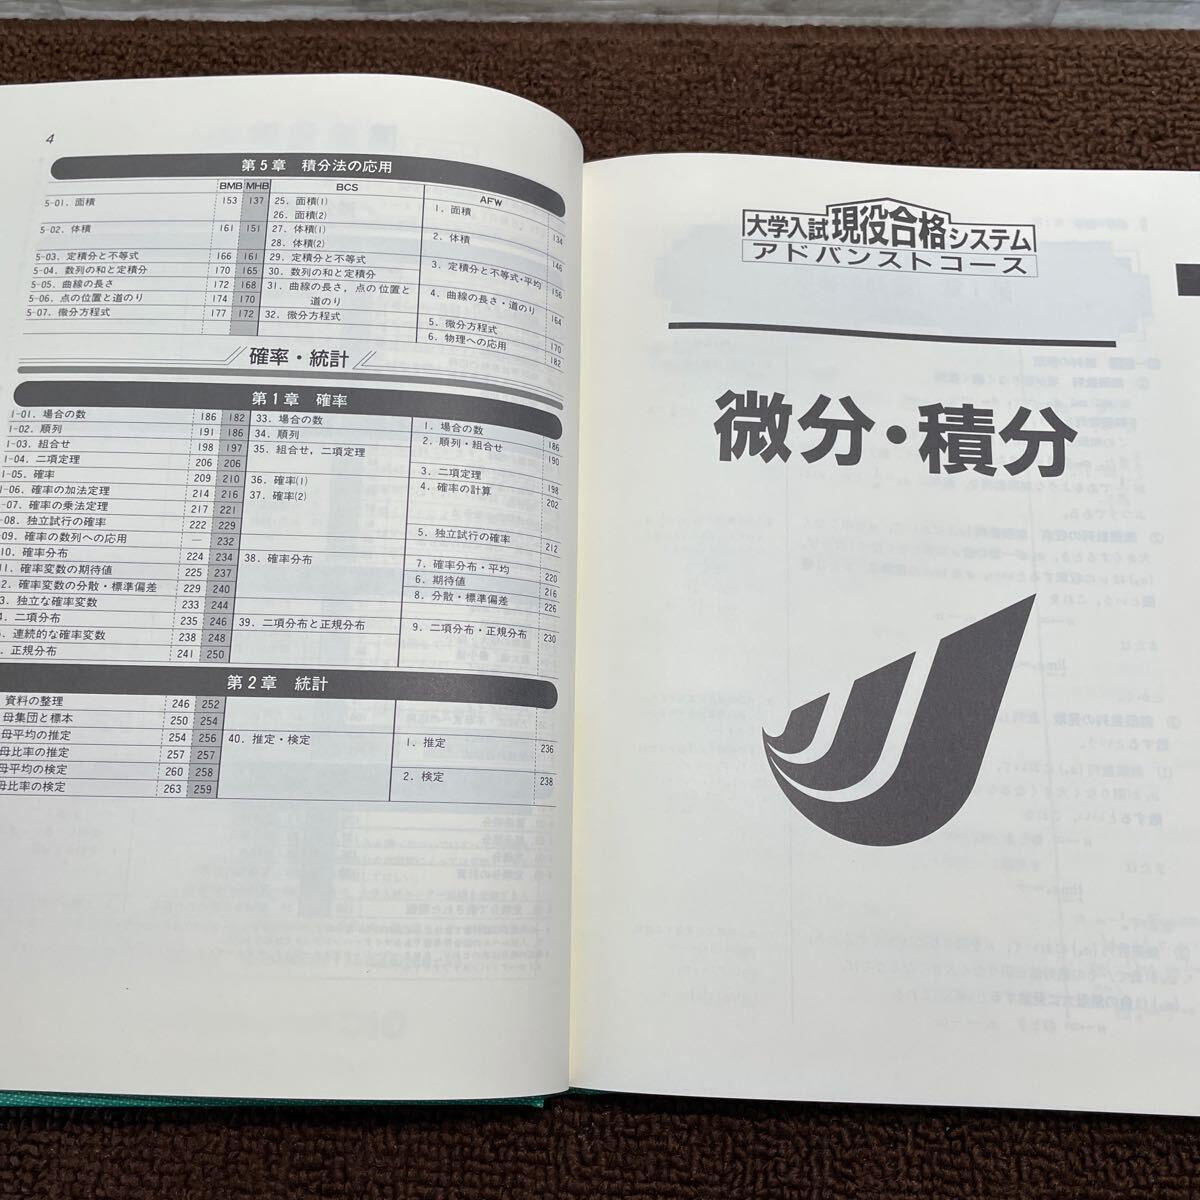 4
第5章 積分法の応用
BMB MHB BCS AFW
5-01. 面積 153 137 25. 面積(1) 1. 面積 134
26. 面積(2)
5-02. 体積 161 151 27. 体積(1) 2. 体積 146
28. 体積(2)
5-03. 定積分と不等式 166 161 29. 定積分と不等式 3. 定積分と不等式・平均 156
5-04. 数列の和と定積分 170 165 30. 数列の和と定積分
5-05. 曲線の長さ 172 168 31. 曲線の長さ，点の位置と 4. 曲線の長さ・道のり 164
5-06. 点の位置と道のり 174 170 道のり
5-07. 微分方程式 177 172 32. 微分方程式 5. 微分方程式 170
6. 物理への応用 182
確率・統計
第1章 確率
1-01. 場合の数 186 182 33. 場合の数 1. 場合の数 186
1-02. 順列 191 186 34. 順列 2. 順列・組合せ 190
1-03. 組合せ 198 197 35. 組合せ，二項定理
1-04. 二項定理 206 206 3. 二項定理 198
1-05. 確率 209 210 36. 確率(1) 4. 確率の計算 202
1-06. 確率の加法定理 214 216 37. 確率(2)
-07. 確率の乗法定理 217 221
-08. 独立試行の確率 222 229 5. 独立試行の確率 212
-09. 確率の数列への応用 — 232
10. 確率分布 224 234 38. 確率分布 7. 確率分布・平均 220
11. 確率変数の期待値 225 237 6. 期待値 216
2. 確率変数の分散・標準偏差 229 240 8. 分散・標準偏差 226
3. 独立な確率変数 233 244
4. 二項分布 235 246 39. 二項分布と正規分布 9. 二項分布・正規分布 230
. 連続的な確率変数 238 248
. 正規分布 241 250
第2章 統計
資料の整理 246 252
母集団と標本 250 254
母平均の推定 254 256 40. 推定・検定 1. 推定 236
母比率の推定 257 257
母平均の検定 260 258 2. 検定 238
母比率の検定 263 259
大学入試現役合格システム
アドバンストコース
微分・積分